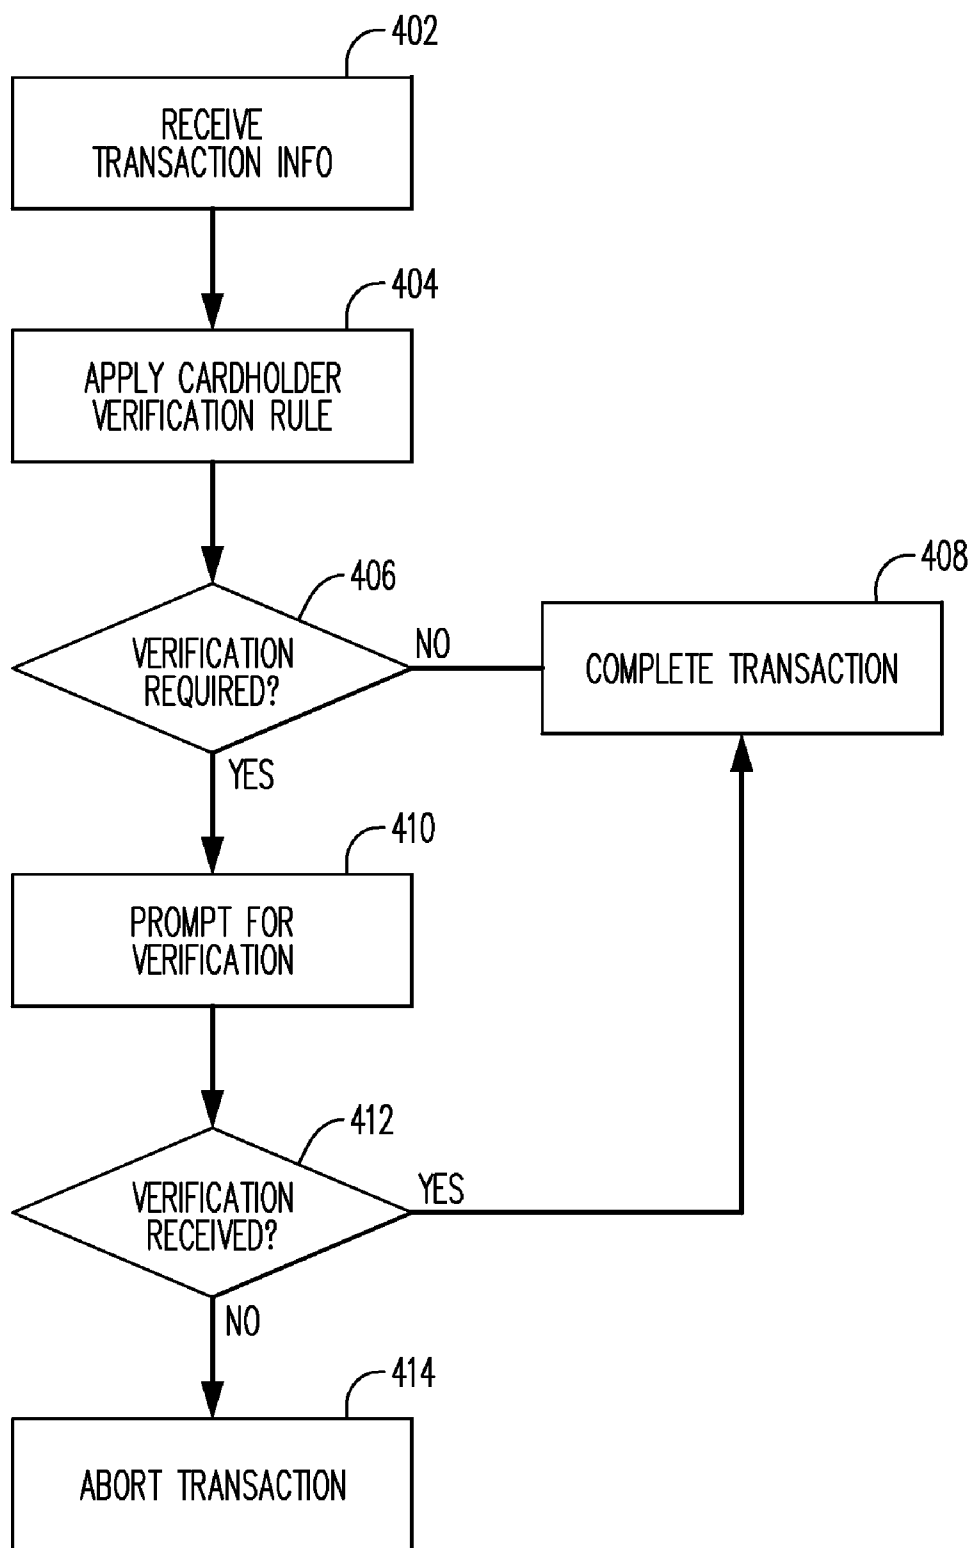 402
RECEIVE
TRANSACTION INFO
404
APPLY CARDHOLDER
VERIFICATION RULE
406
VERIFICATION
REQUIRED?
NO
408
COMPLETE TRANSACTION
YES
410
PROMPT FOR
VERIFICATION
412
VERIFICATION
RECEIVED?
YES
NO
414
ABORT TRANSACTION